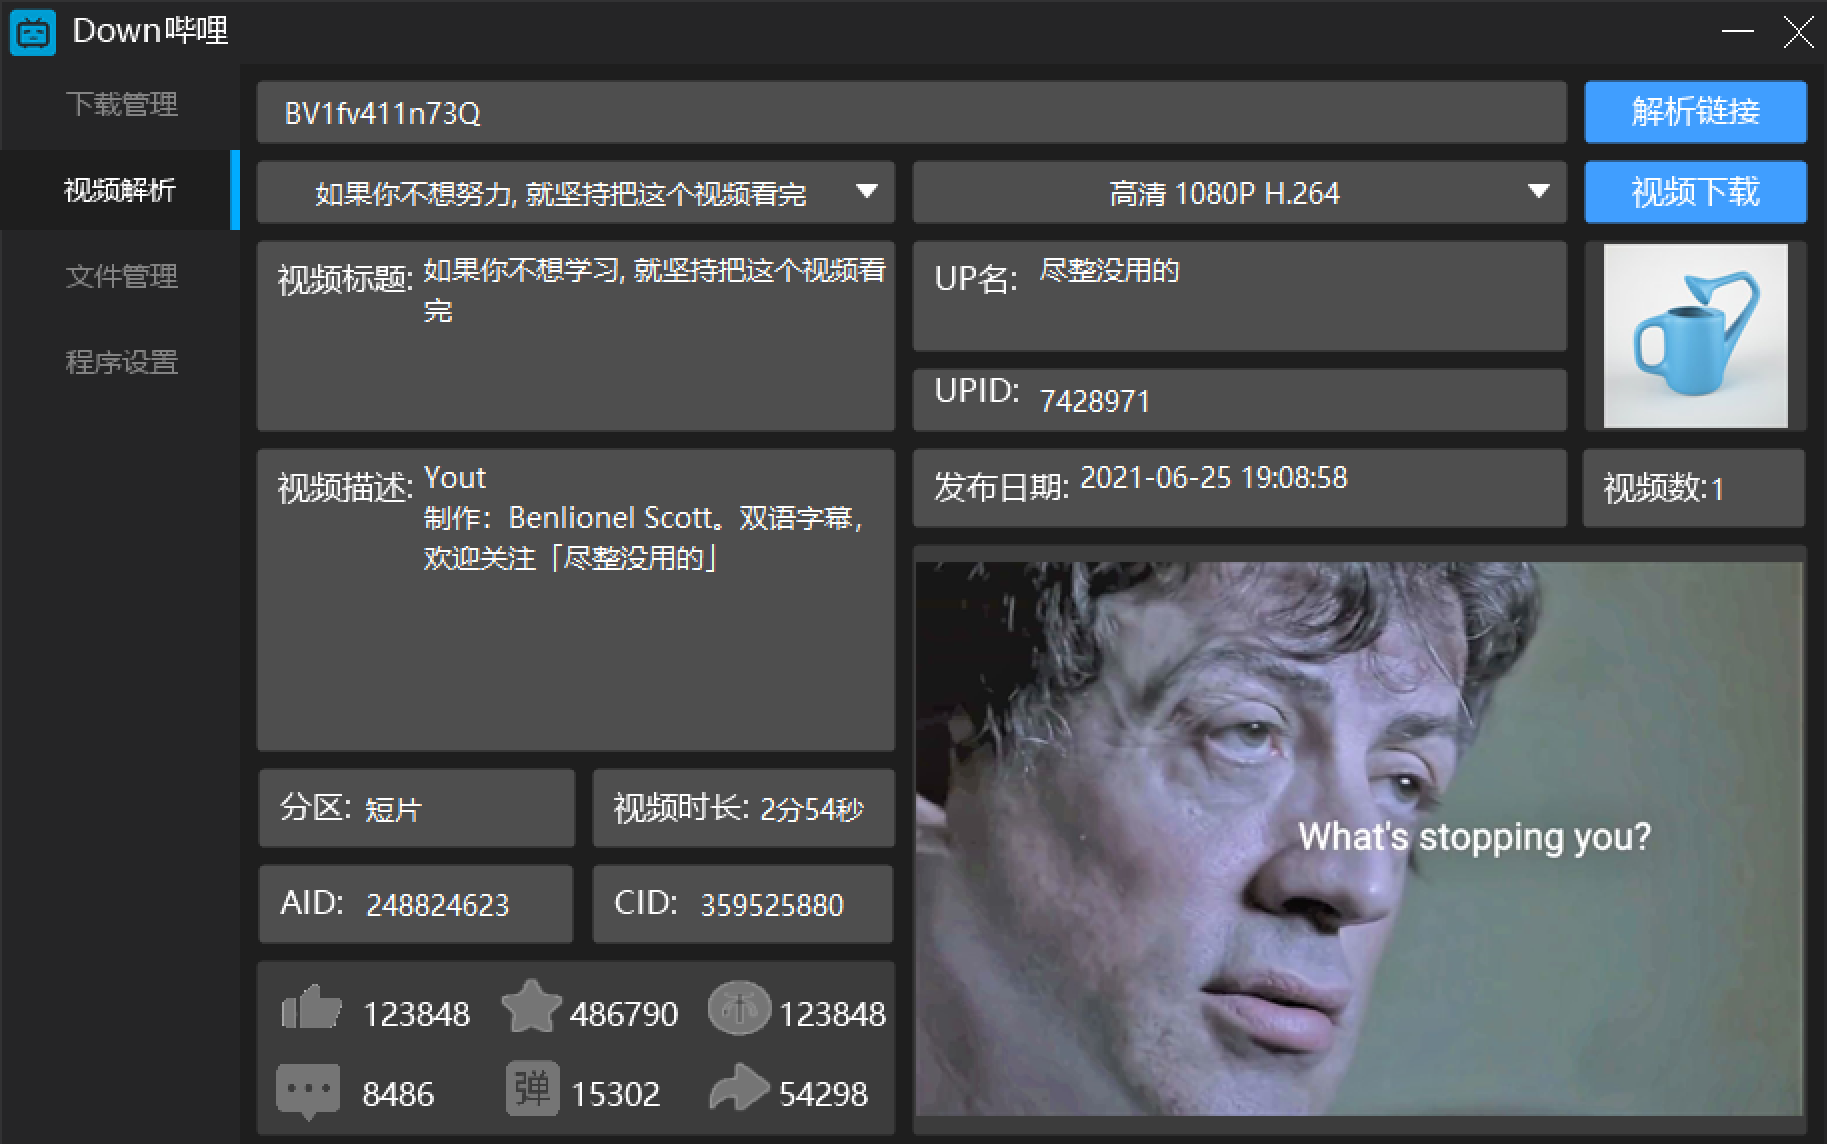 Down哔哩
下载管理
视频解析
文件管理
程序设置
BV1fv411n73Q
解析链接
如果你不想努力, 就坚持把这个视频看完
高清 1080P H.264
视频下载
视频标题: 如果你不想学习, 就坚持把这个视频看
完
UP名: 尽整没用的
UPID: 7428971
视频描述: Yout
制作：Benlionel Scott。双语字幕，
欢迎关注「尽整没用的」
发布日期: 2021-06-25 19:08:58
视频数:1
分区: 短片
视频时长: 2分54秒
AID: 248824623
CID: 359525880
123848
486790
币
123848
8486
弹
15302
54298
What's stopping you?